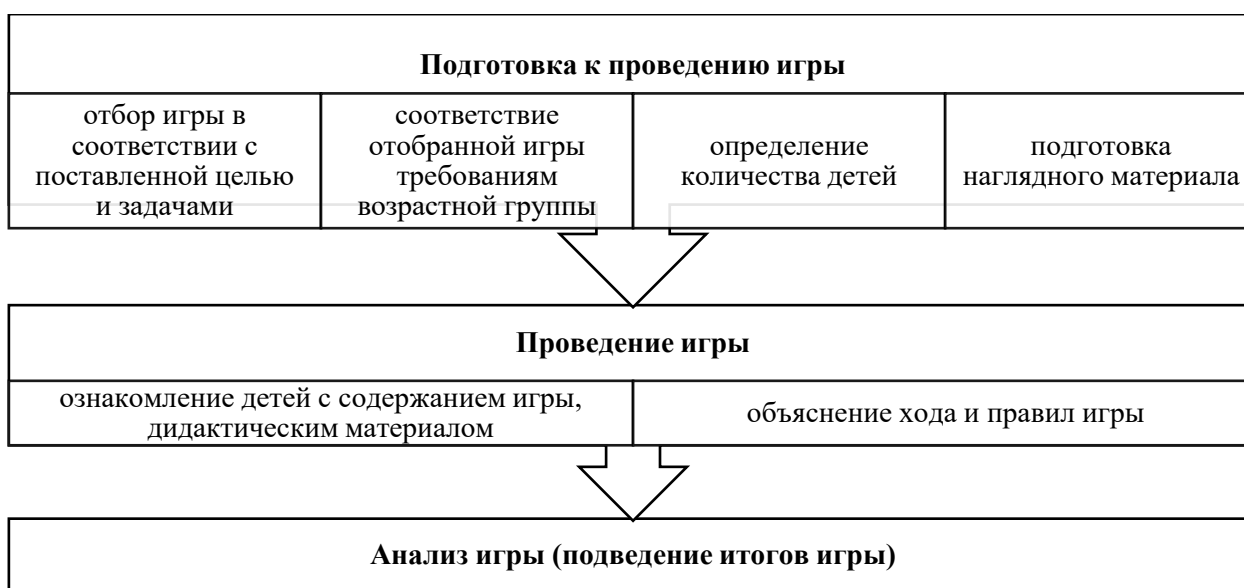 Подготовка к проведению игры
отбор игры в
соответствии с
поставленной целью
и задачами
соответствие
отобранной игры
требованиям
возрастной группы
определение
количества детей
подготовка
наглядного материала
Проведение игры
ознакомление детей с содержанием игры,
дидактическим материалом
объяснение хода и правил игры
Анализ игры (подведение итогов игры)